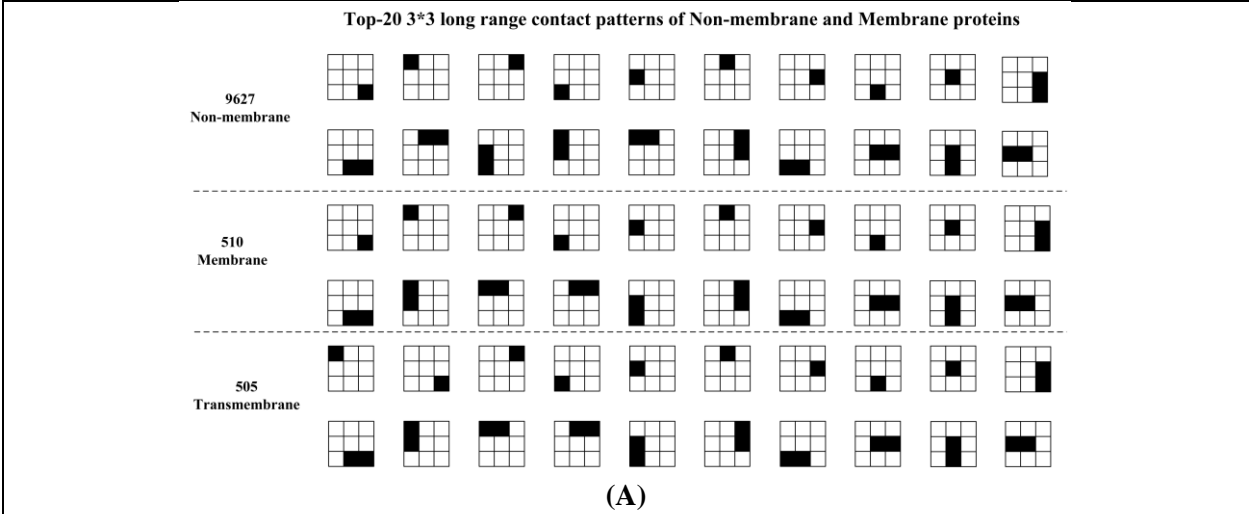 Top-20 3*3 long range contact patterns of Non-membrane and Membrane proteins
9627
Non-membrane
510
Membrane
505
Transmembrane
(A)